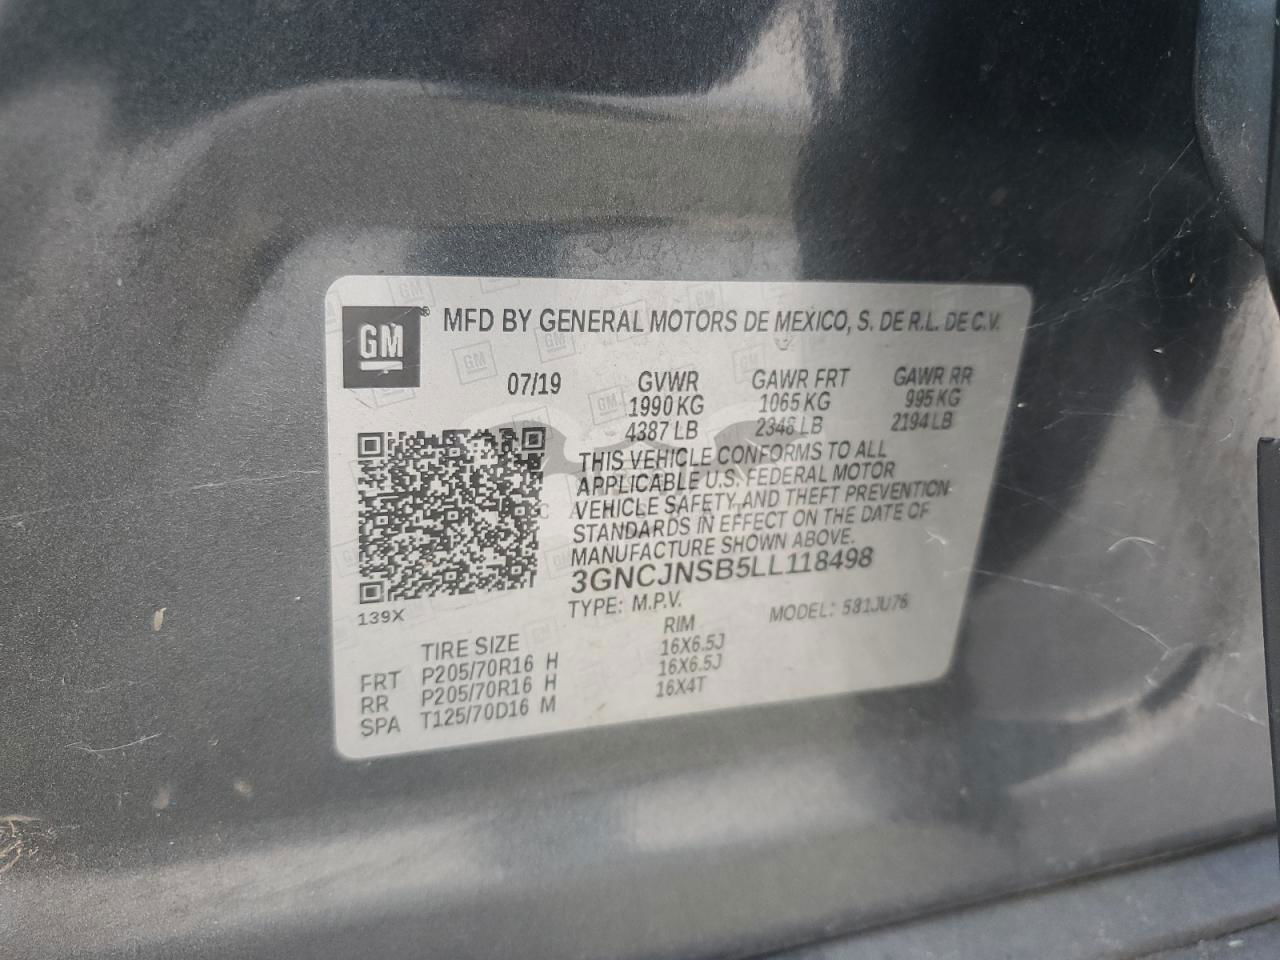 GM® MFD BY GENERAL MOTORS DE MEXICO, S. DE R.L. DE C.V.
07/19 GVWR GAWR FRT GAWR RR
1990 KG 1065 KG 995 KG
4387 LB 2348 LB 2194 LB
THIS VEHICLE CONFORMS TO ALL
APPLICABLE U.S. FEDERAL MOTOR
VEHICLE SAFETY, AND THEFT PREVENTION
STANDARDS IN EFFECT ON THE DATE OF
MANUFACTURE SHOWN ABOVE.
3GNCJNSB5LL118498
139X
TYPE: M.P.V. MODEL: 581JU76
TIRE SIZE RIM
FRT P205/70R16 H 16X6.5J
RR P205/70R16 H 16X6.5J
SPA T125/70D16 M 16X4T